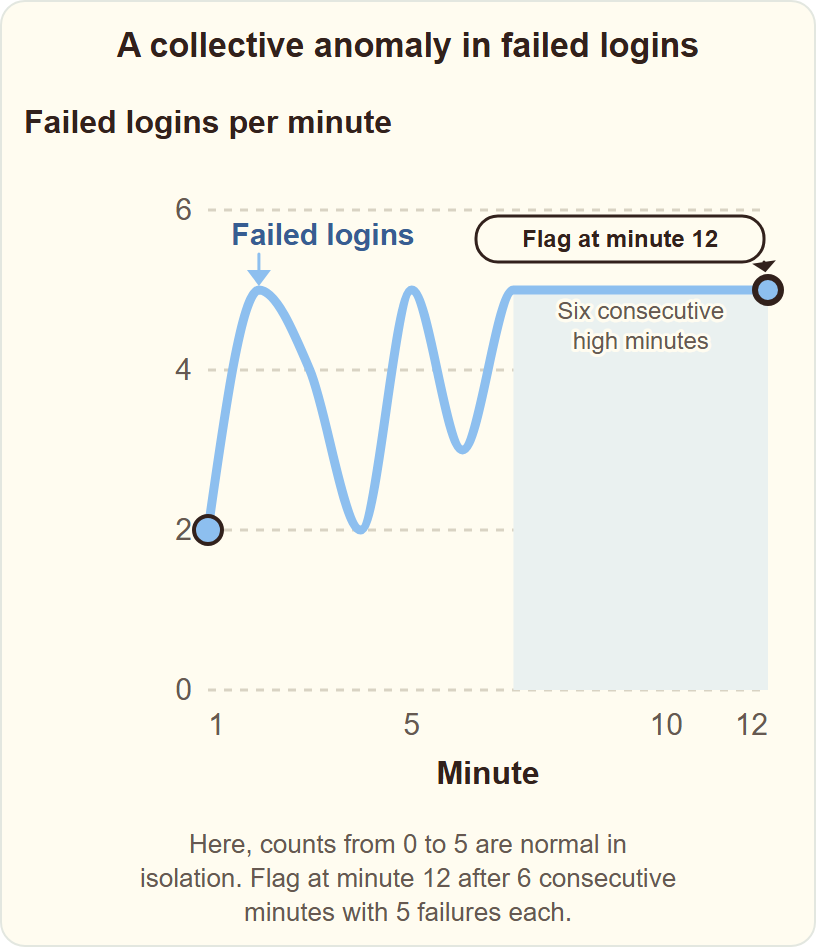 A collective anomaly in failed logins
Failed logins per minute
6
Failed logins
Flag at minute 12
Six consecutive
high minutes
4
2
0
1 5 10 12
Minute
Here, counts from 0 to 5 are normal in
isolation. Flag at minute 12 after 6 consecutive
minutes with 5 failures each.